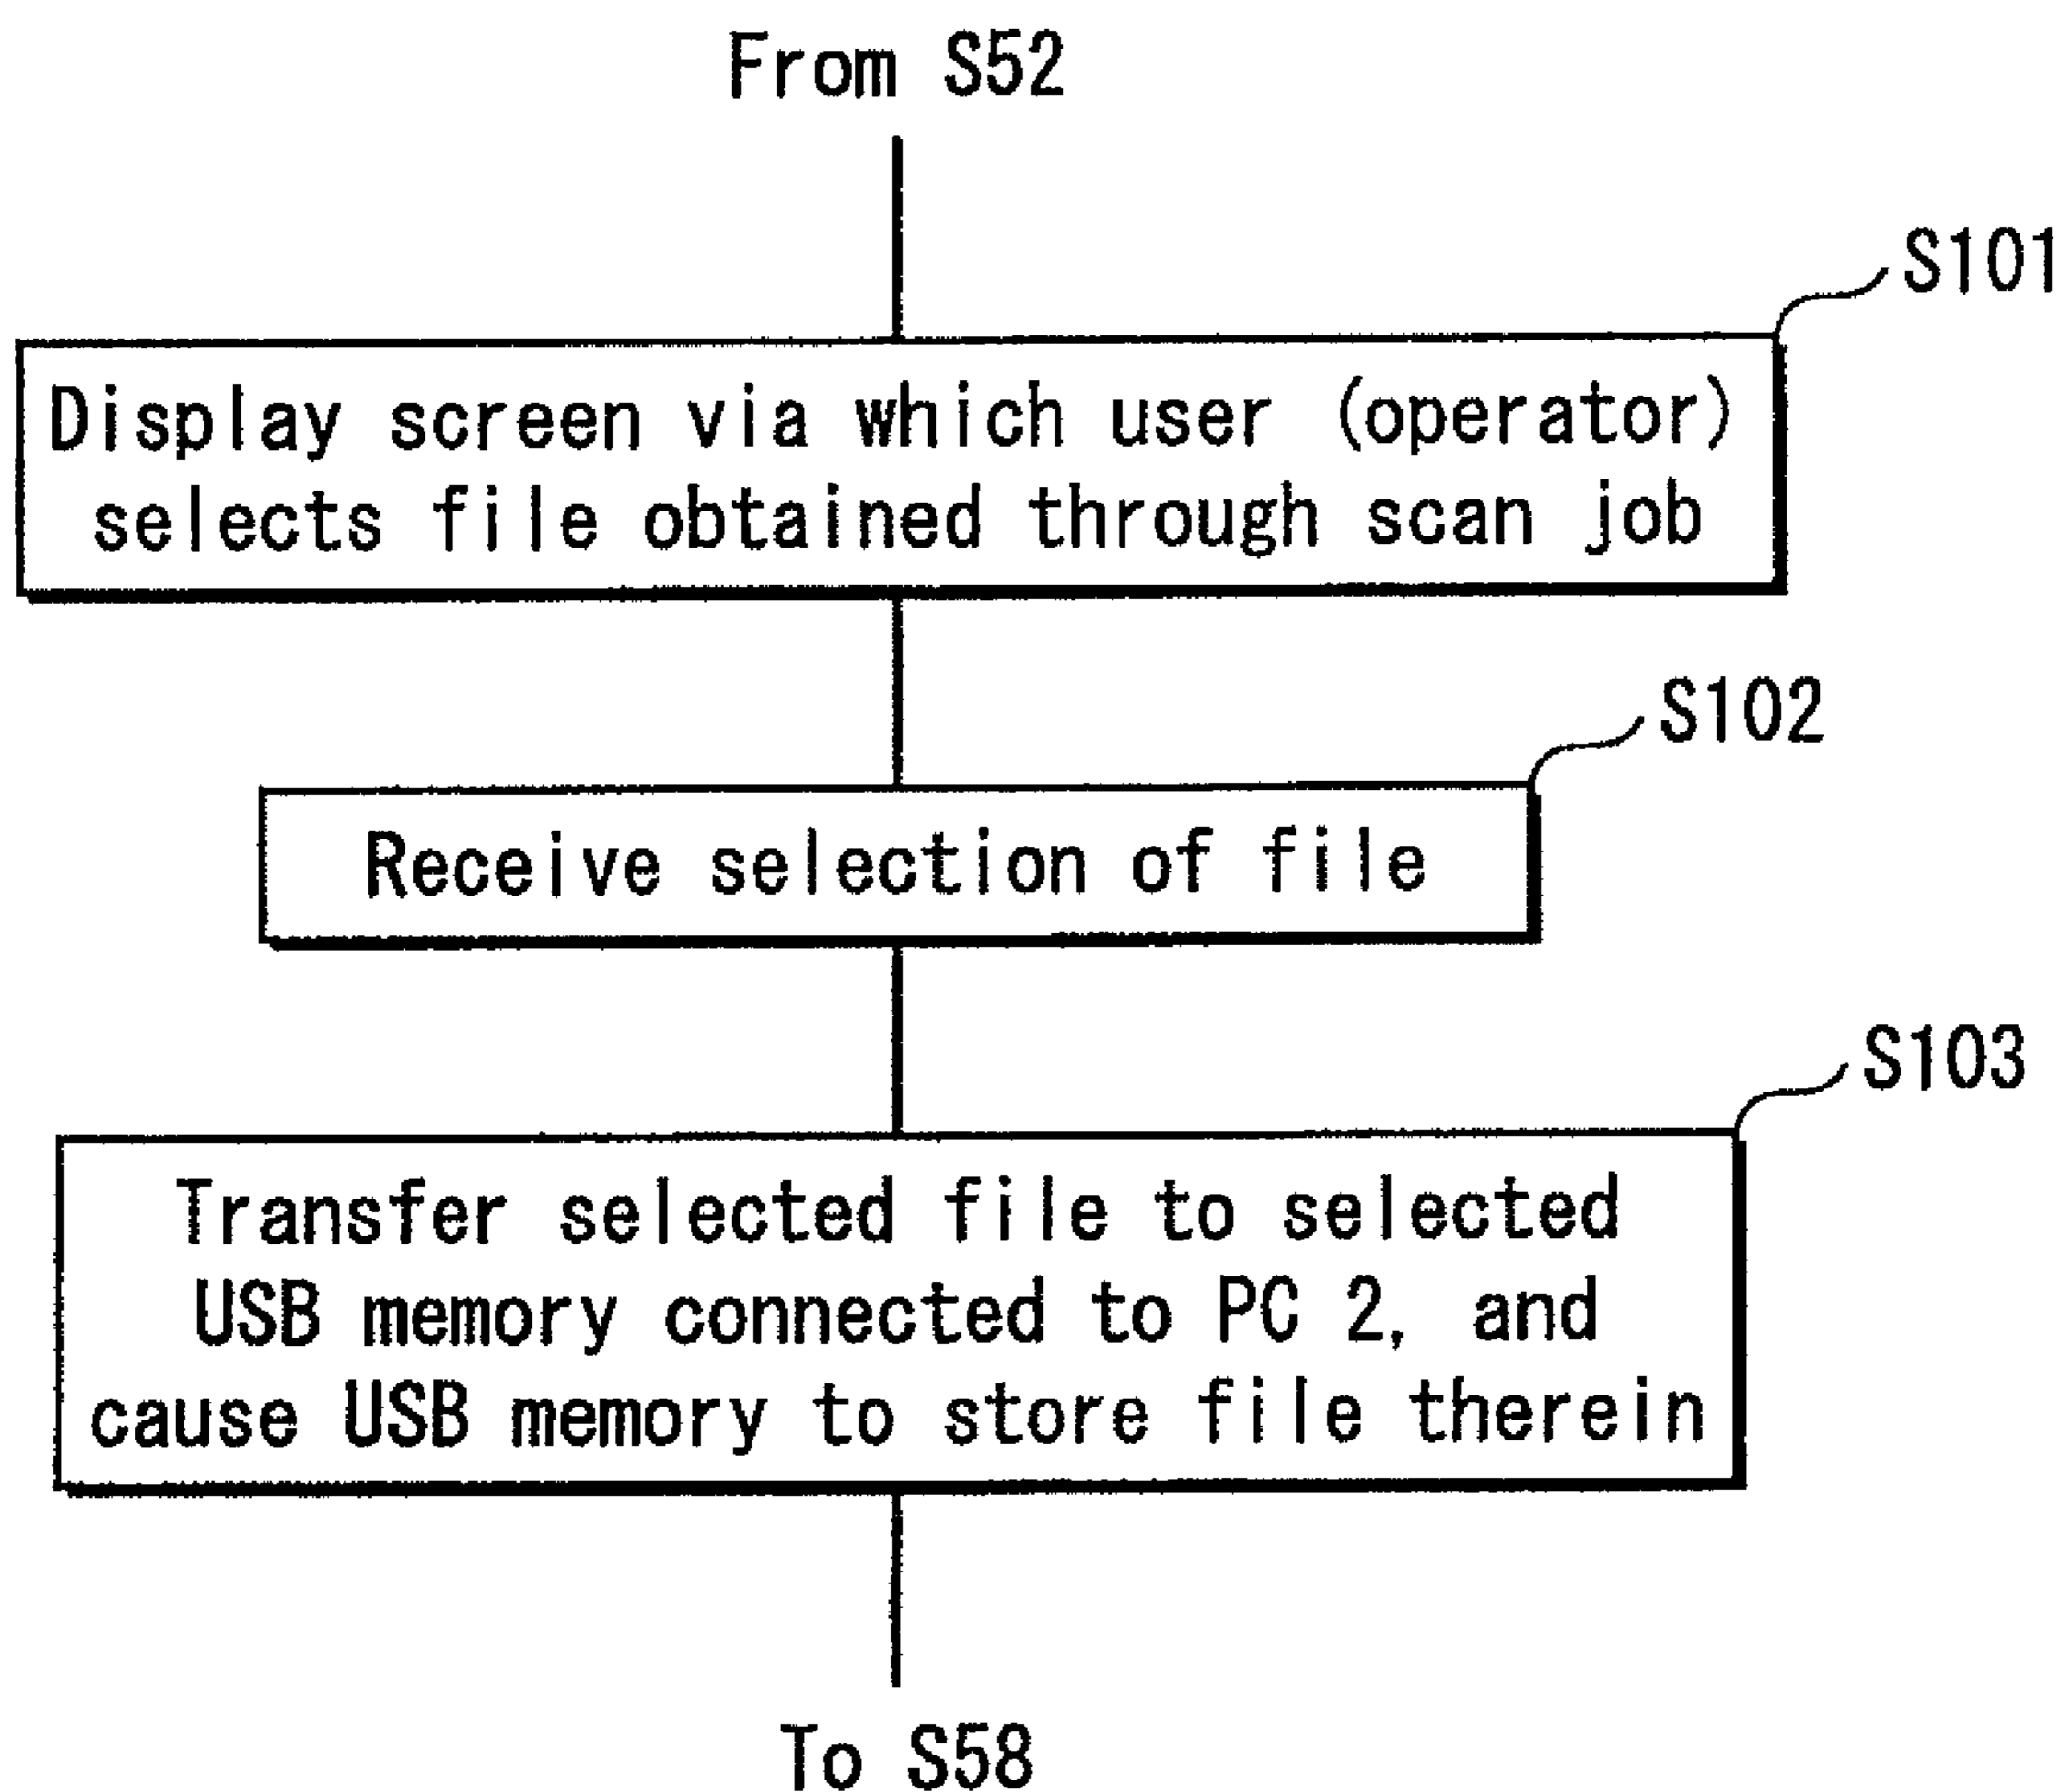 From S52
S101
Display screen via which user (operator)
selects file obtained through scan job
S102
Receive selection of file
S103
Transfer selected file to selected
USB memory connected to PC 2, and
cause USB memory to store file therein
To S58